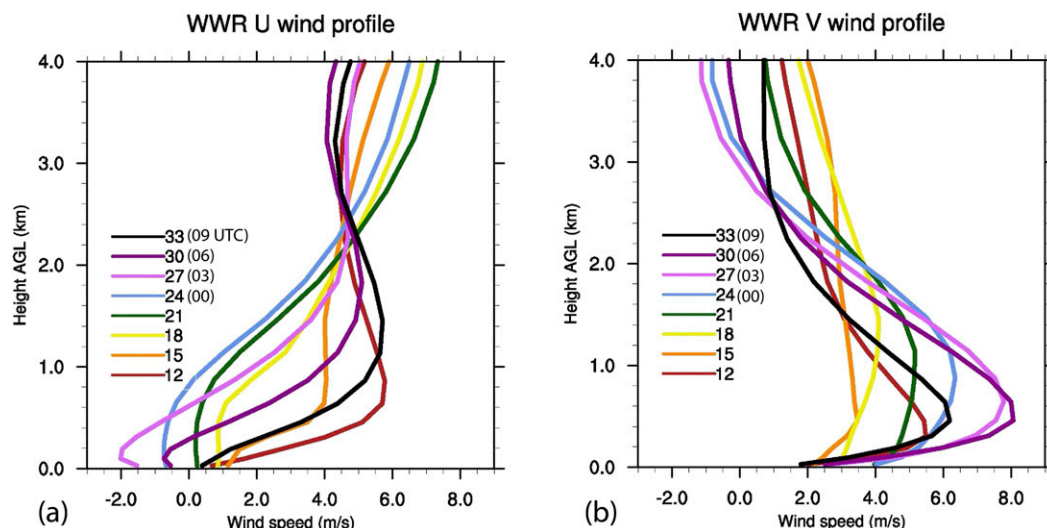 WWR U wind profile
4.0
3.0
2.0
1.0
0.0
Height AGL (km)
33 (09 UTC)
30 (06)
27 (03)
24 (00)
21
18
15
12
-2.0 0.0 2.0 4.0 6.0 8.0
(a) Wind speed (m/s)
WWR V wind profile
4.0
3.0
2.0
1.0
0.0
Height AGL (km)
33 (09)
30 (06)
27 (03)
24 (00)
21
18
15
12
-2.0 0.0 2.0 4.0 6.0 8.0
(b) Wind speed (m/s)